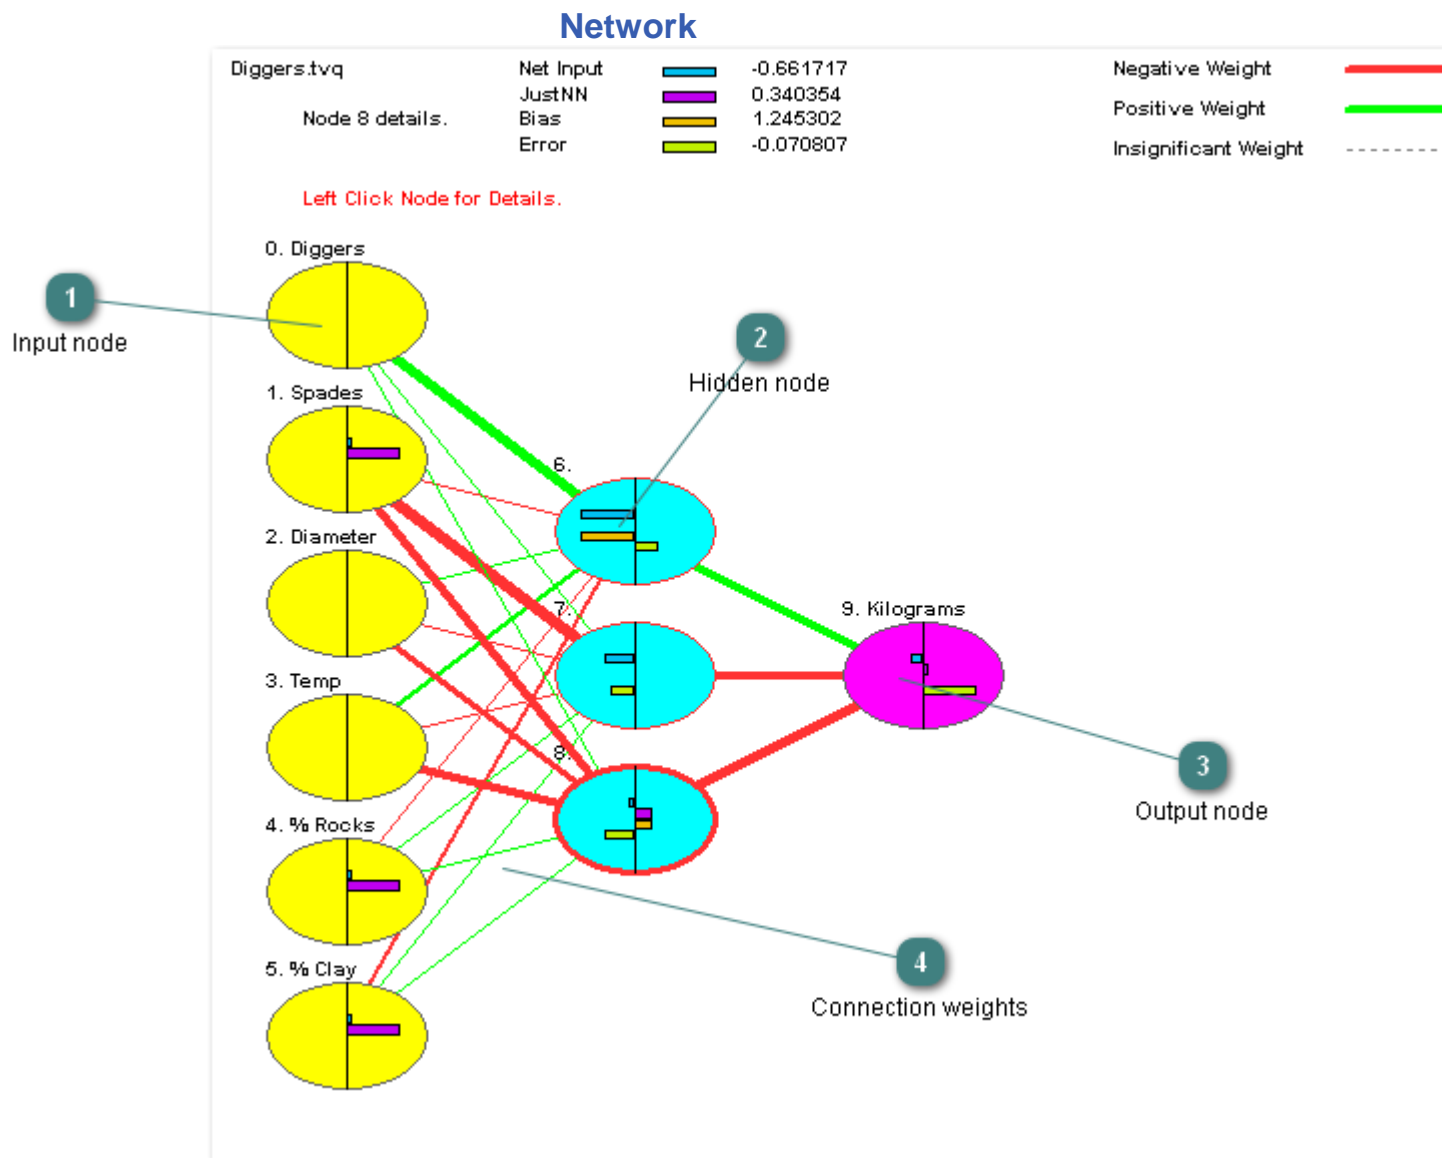 Network
Diggers.tvq
Net Input -0.661717
JustNN 0.340354
Node 8 details.
Bias 1.245302
Error -0.070807
Negative Weight
Positive Weight
Insignificant Weight
Left Click Node for Details.
0. Diggers
1
Input node
2
Hidden node
1. Spades
6.
2. Diameter
7.
9. Kilograms
3. Temp
8.
3
Output node
4. % Rocks
4
Connection weights
5. % Clay